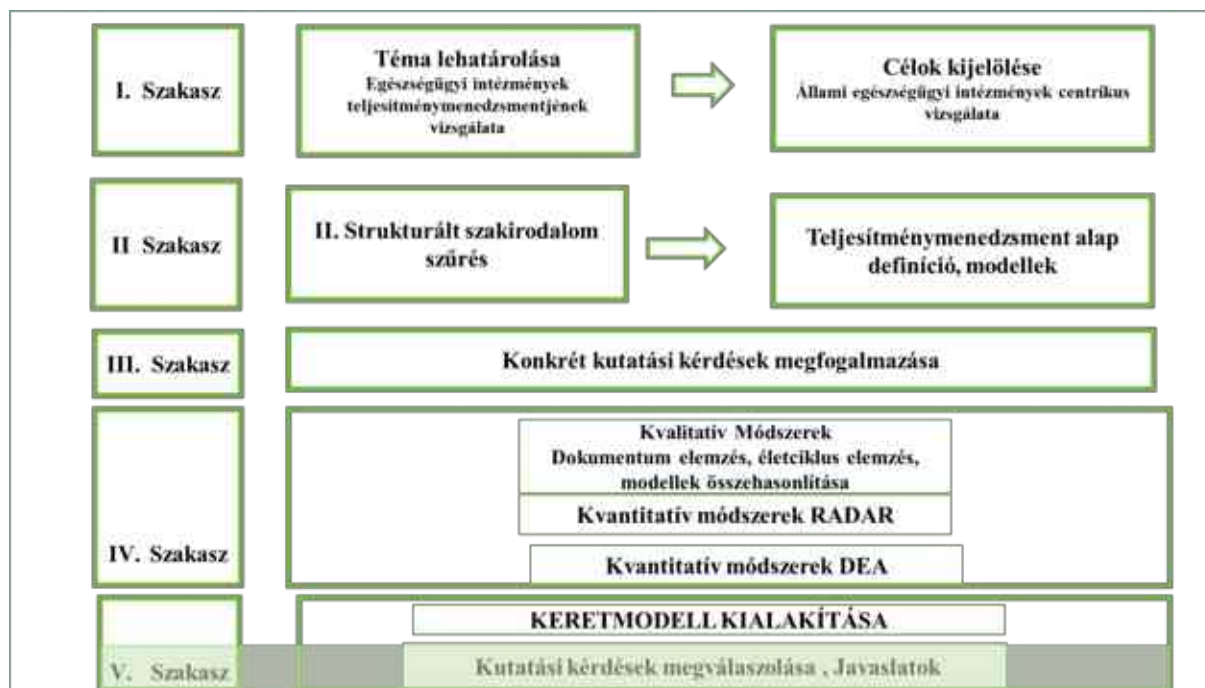 I. Szakasz
Téma lehatárolása
Egészségügyi intézmények
teljesítménymenedzsmentjének
vizsgálata
Célok kijelölése
Állami egészségügyi intézmények centrikus
vizsgálata
II Szakasz
II. Strukturált szakirodalom
szűrés
Teljesítménymenedzsment alap
definíció, modellek
III. Szakasz
Konkrét kutatási kérdések megfogalmazása
IV. Szakasz
Kvalitatív Módszerek
Dokumentum elemzés, életciklus elemzés,
modellek összehasonlítása
Kvantitatív módszerek RADAR
Kvantitatív módszerek DEA
V. Szakasz
KERETMODELL KIALAKÍTÁSA
Kutatási kérdések megválaszolása , Javaslatok